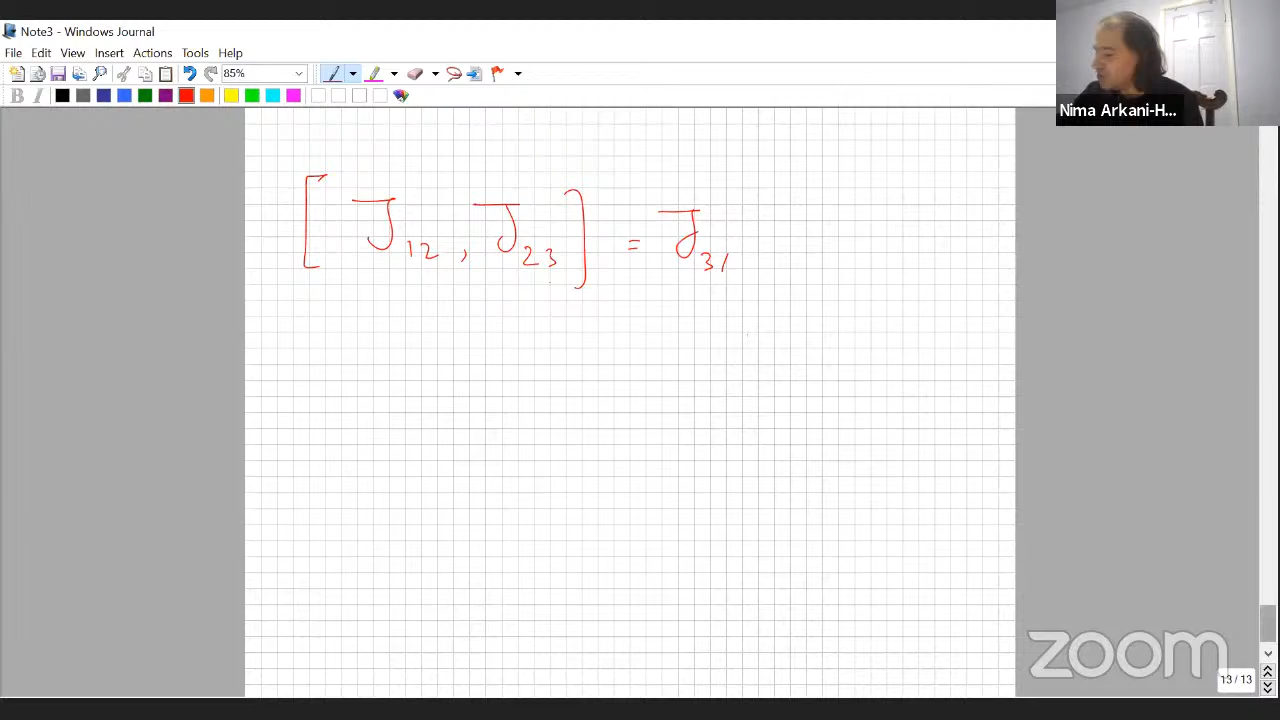 Note3 - Windows Journal
File Edit View Insert Actions Tools Help
85%
B I
Nima Arkani-H...
[ J₁₂ , J₂₃ ] = J₃₁
zoom
13 / 13